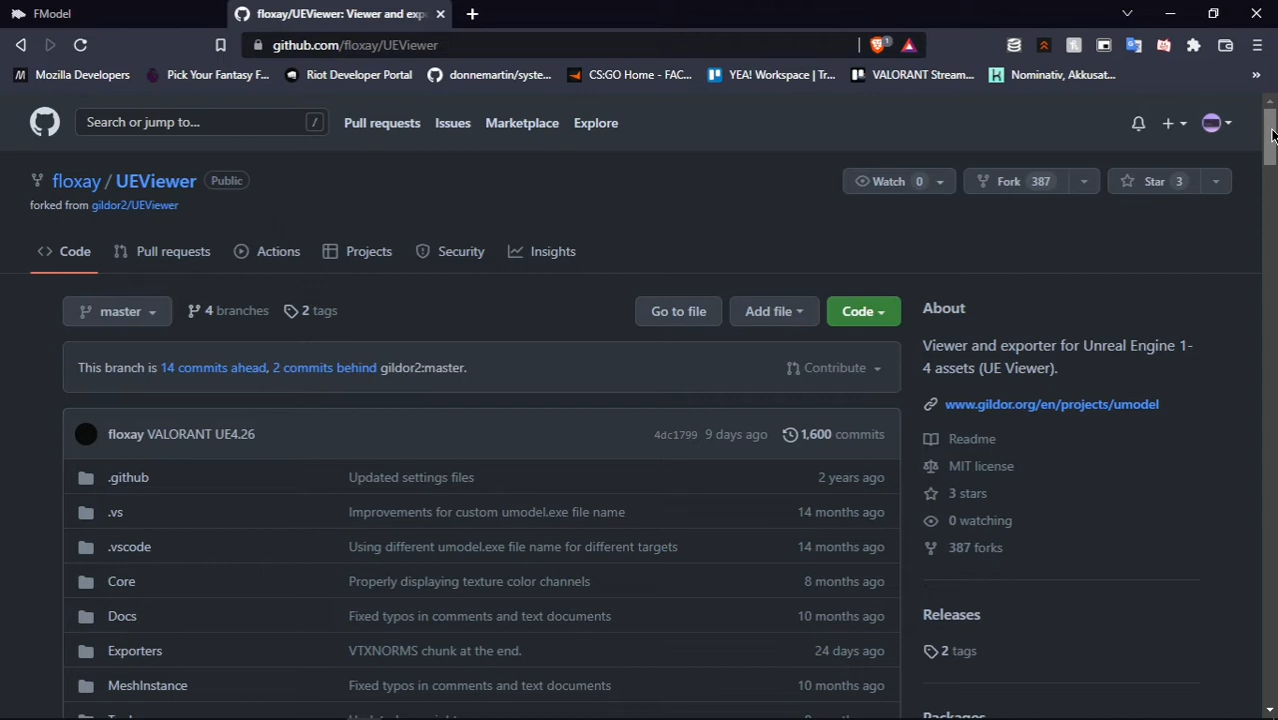 FModel
floxay/UEViewer: Viewer and exp
github.com/floxay/UEViewer
1
Mozilla Developers
Pick Your Fantasy F...
Riot Developer Portal
donnemartin/syste...
CS:GO Home - FAC...
YEA! Workspace | Tr...
VALORANT Stream...
Nominativ, Akkusat...
»
Search or jump to...
/
Pull requests
Issues
Marketplace
Explore
floxay / UEViewer
Public
Watch 0
Fork 387
Star 3
forked from gildor2/UEViewer
Code
Pull requests
Actions
Projects
Security
Insights
master
4 branches
2 tags
Go to file
Add file
Code
About
This branch is 14 commits ahead, 2 commits behind gildor2:master.
Contribute
Viewer and exporter for Unreal Engine 1-
4 assets (UE Viewer).
www.gildor.org/en/projects/umodel
floxay VALORANT UE4.26
4dc1799 9 days ago
1,600 commits
Readme
MIT license
3 stars
0 watching
387 forks
.github
Updated settings files
2 years ago
.vs
Improvements for custom umodel.exe file name
14 months ago
.vscode
Using different umodel.exe file name for different targets
14 months ago
Core
Properly displaying texture color channels
8 months ago
Docs
Fixed typos in comments and text documents
10 months ago
Exporters
VTXNORMS chunk at the end.
24 days ago
MeshInstance
Fixed typos in comments and text documents
10 months ago
Releases
2 tags
Packages